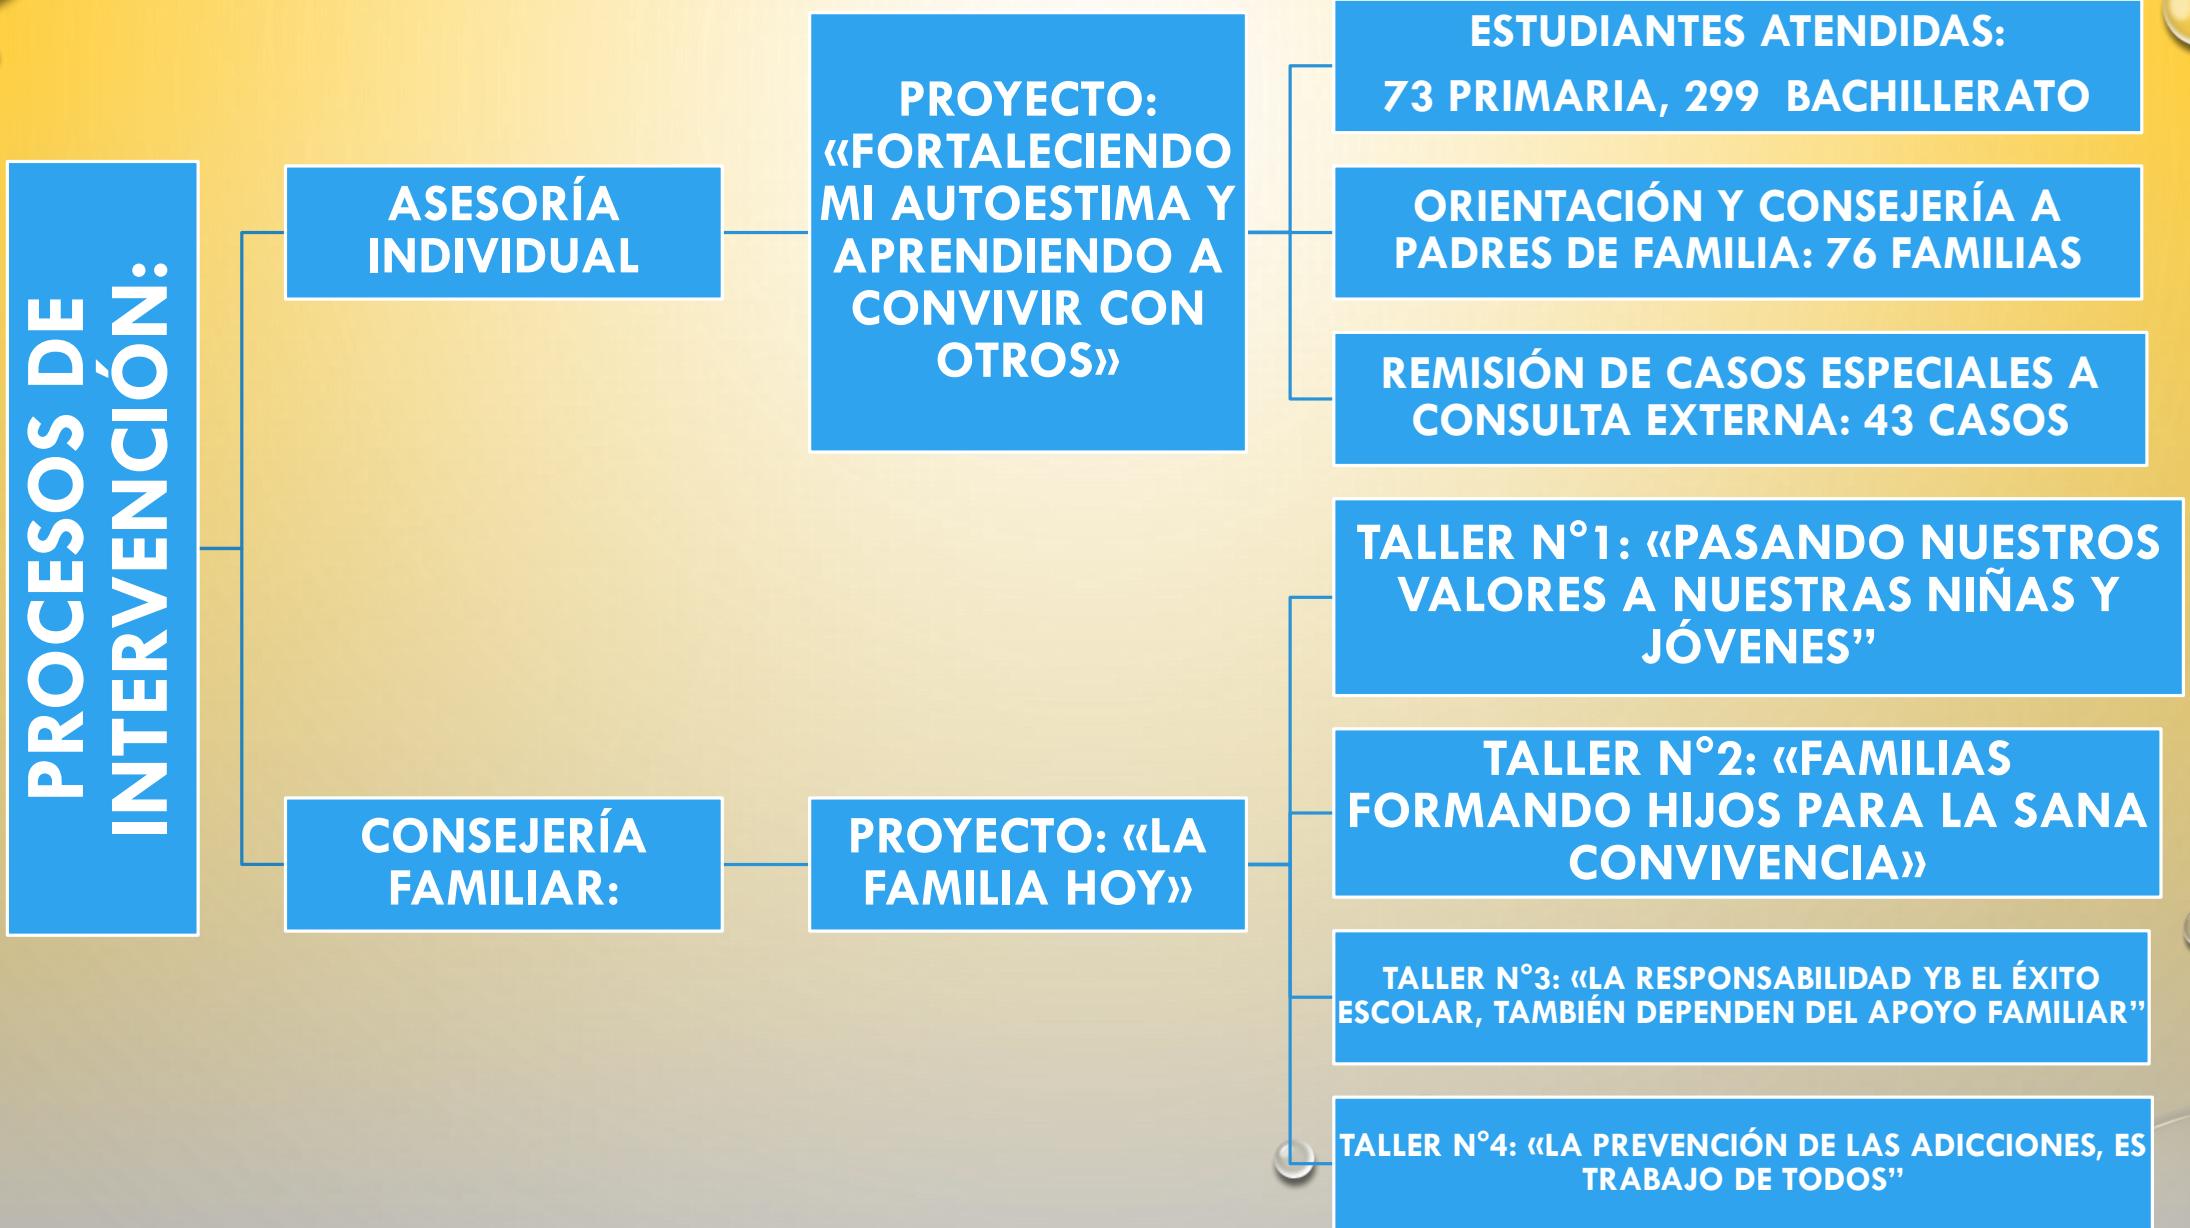 PROCESOS DE
INTERVENCIÓN:
ASESORÍA
INDIVIDUAL
PROYECTO:
«FORTALECIENDO
MI AUTOESTIMA Y
APRENDIENDO A
CONVIVIR CON
OTROS»
ESTUDIANTES ATENDIDAS:
73 PRIMARIA, 299 BACHILLERATO
ORIENTACIÓN Y CONSEJERÍA A
PADRES DE FAMILIA: 76 FAMILIAS
REMISIÓN DE CASOS ESPECIALES A
CONSULTA EXTERNA: 43 CASOS
CONSEJERÍA
FAMILIAR:
PROYECTO: «LA
FAMILIA HOY»
TALLER N°1: «PASANDO NUESTROS
VALORES A NUESTRAS NIÑAS Y
JÓVENES”
TALLER N°2: «FAMILIAS
FORMANDO HIJOS PARA LA SANA
CONVIVENCIA»
TALLER N°3: «LA RESPONSABILIDAD YB EL ÉXITO
ESCOLAR, TAMBIÉN DEPENDEN DEL APOYO FAMILIAR”
TALLER N°4: «LA PREVENCIÓN DE LAS ADICCIONES, ES
TRABAJO DE TODOS”